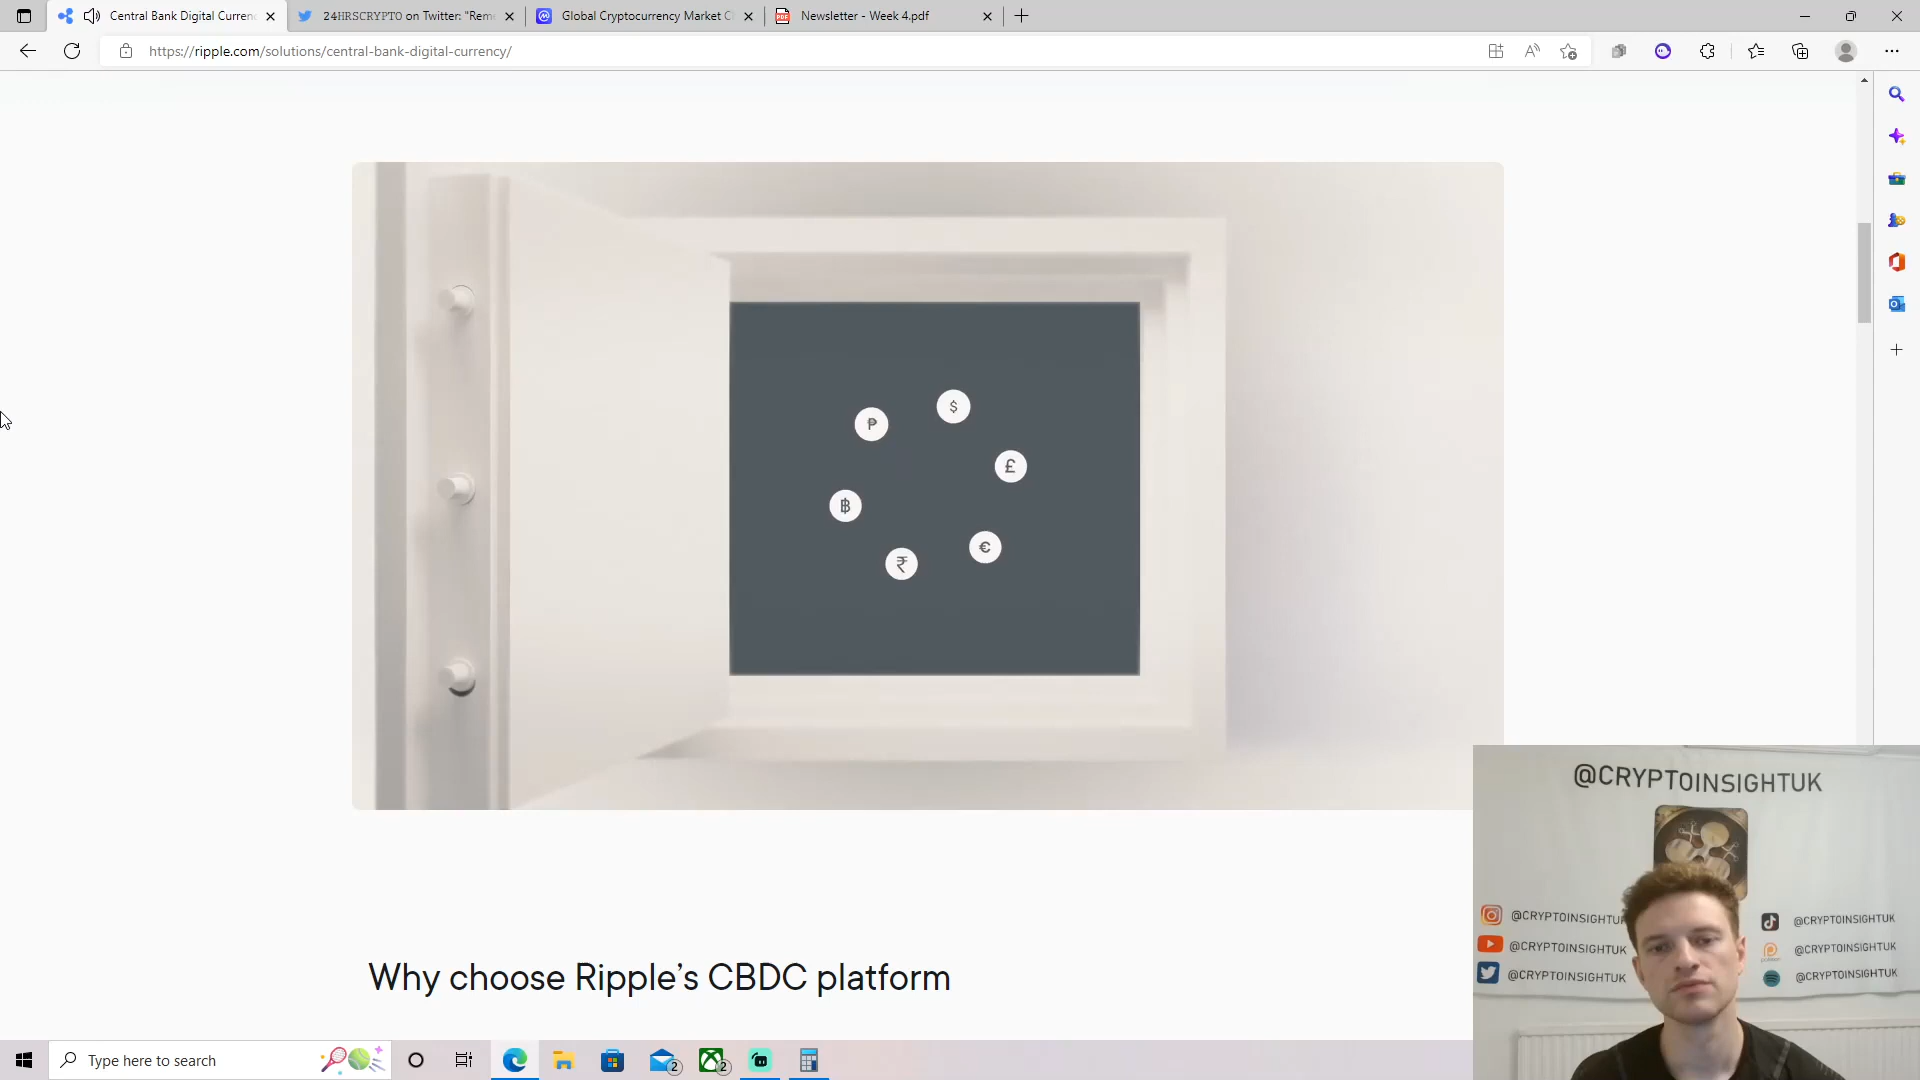 Central Bank Digital Curren
24HRSCRYPTO on Twitter: "Rem
Global Cryptocurrency Market C
Newsletter - Week 4.pdf
https://ripple.com/solutions/central-bank-digital-currency/
₱
$
£
฿
€
₹
Why choose Ripple's CBDC platform
@CRYPTOINSIGHTUK
@CRYPTOINSIGHTUK
@CRYPTOINSIGHTUK
@CRYPTOINSIGHTUK
@CRYPTOINSIGHTUK
@CRYPTOINSIGHTUK
@CRYPTOINSIGHTUK
Type here to search
2
2